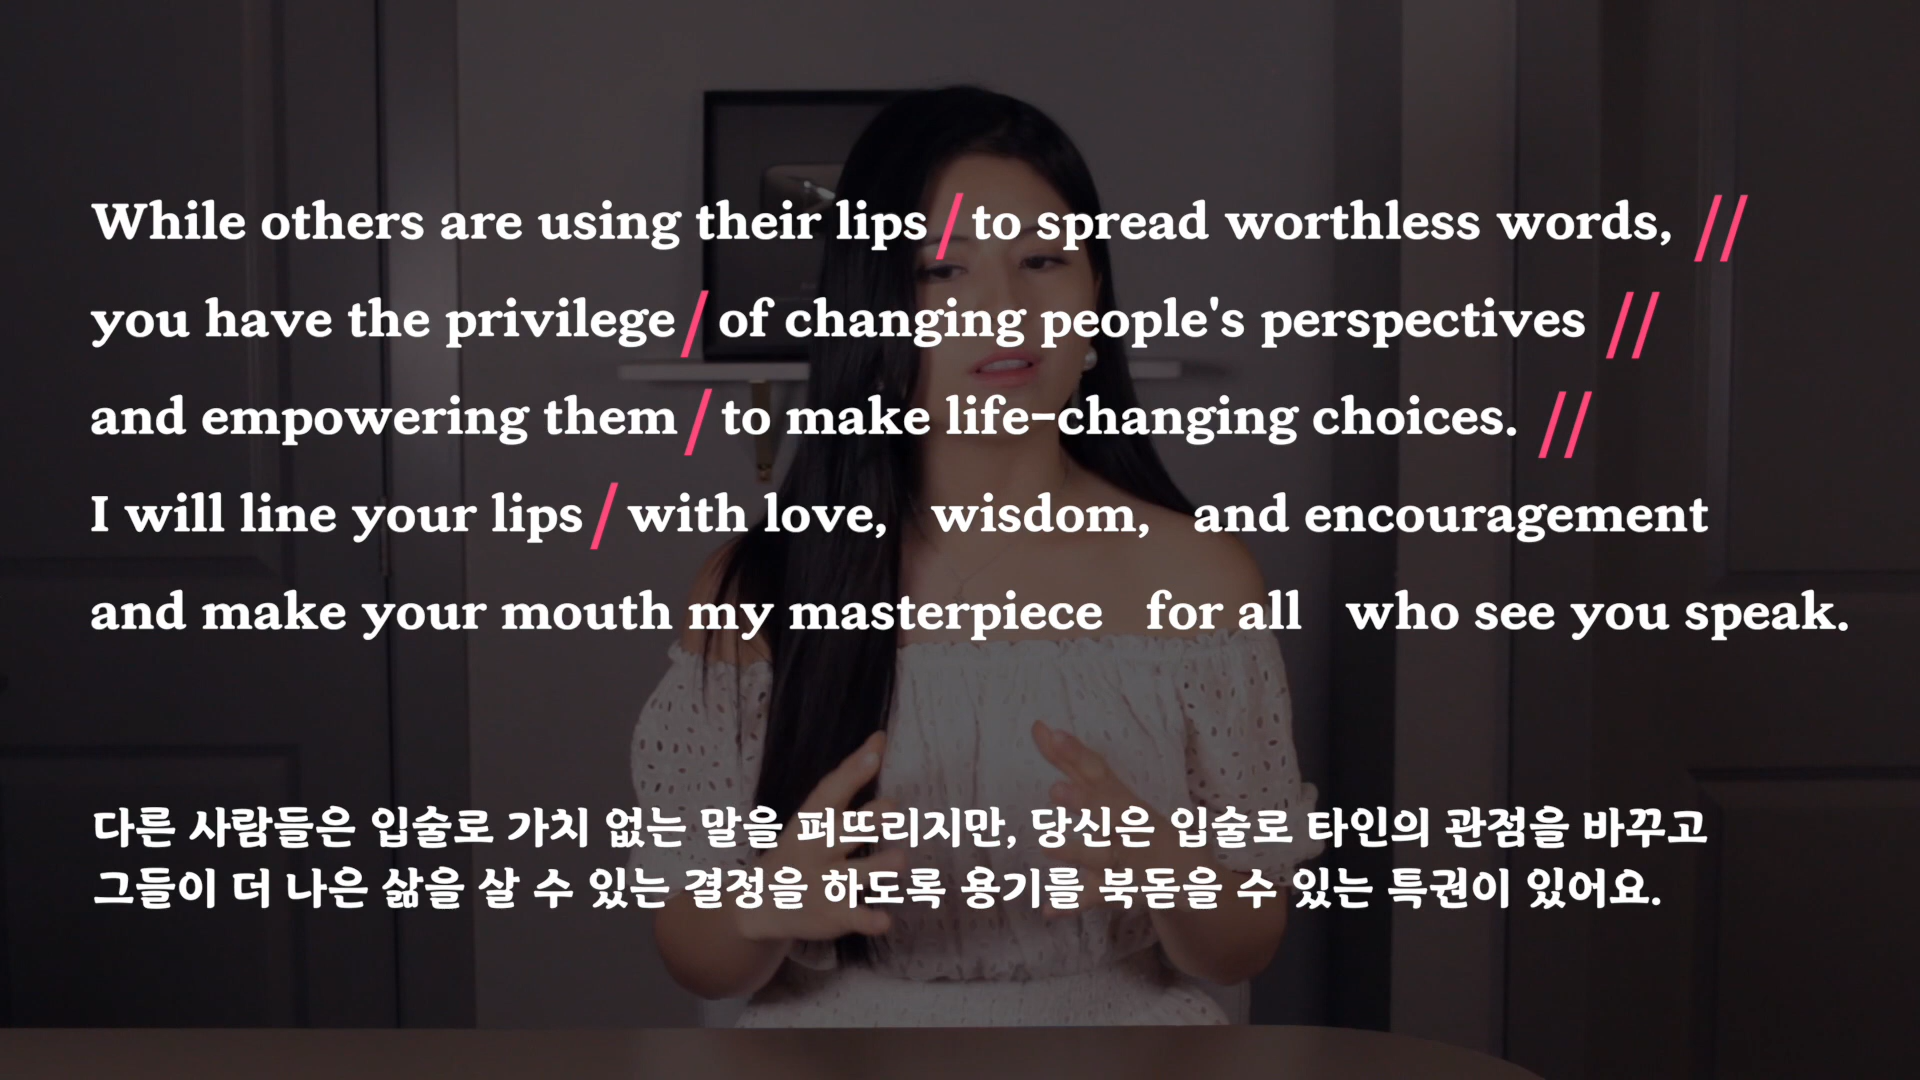 While others are using their lips / to spread worthless words, //
you have the privilege / of changing people's perspectives //
and empowering them / to make life-changing choices. //
I will line your lips / with love, wisdom, and encouragement
and make your mouth my masterpiece for all who see you speak.
다른 사람들은 입술로 가치 없는 말을 퍼뜨리지만, 당신은 입술로 타인의 관점을 바꾸고
그들이 더 나은 삶을 살 수 있는 결정을 하도록 용기를 북돋을 수 있는 특권이 있어요.